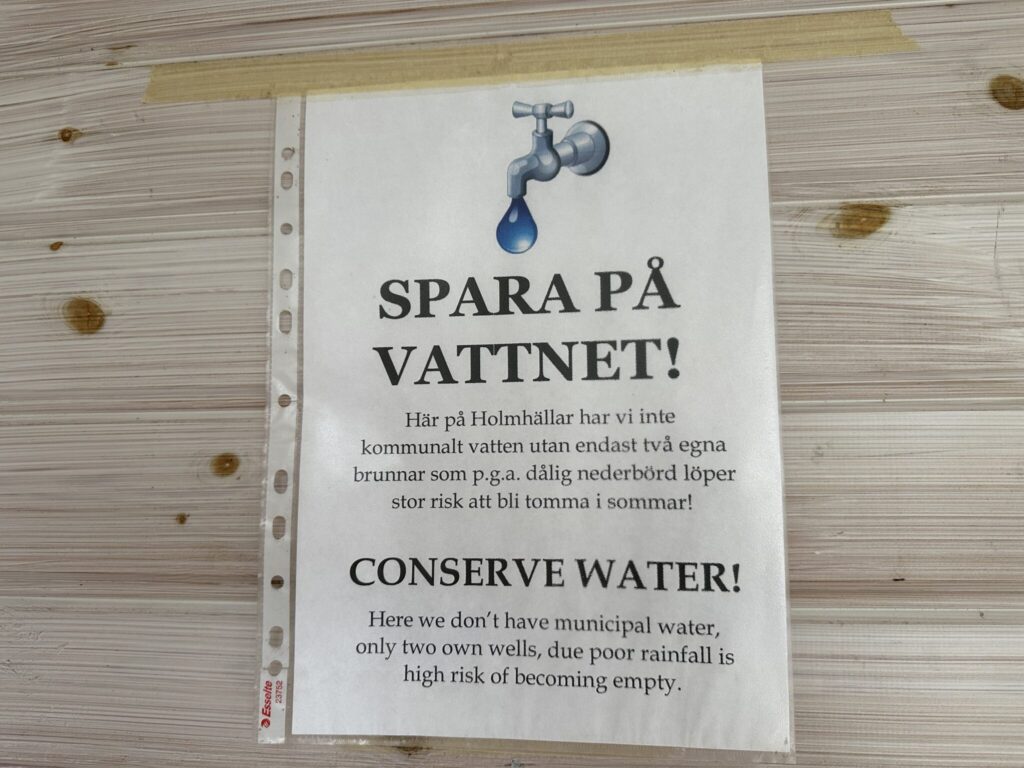 SPARA PÅ
VATTNET!
Här på Holmhällar har vi inte
kommunalt vatten utan endast två egna
brunnar som p.g.a. dålig nederbörd löper
stor risk att bli tomma i sommar!
CONSERVE WATER!
Here we don't have municipal water,
only two own wells, due poor rainfall is
high risk of becoming empty.
Esselte
23752